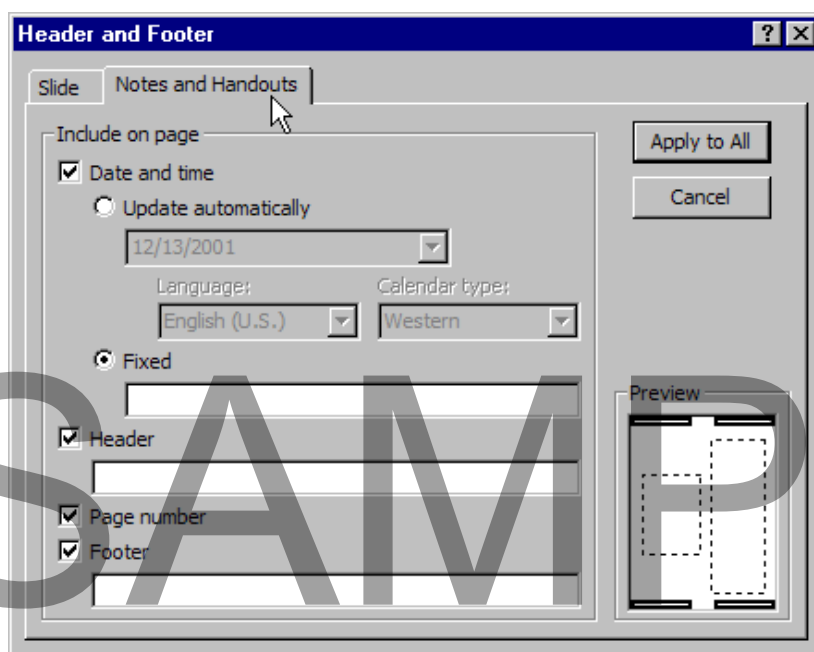 Header and Footer
Slide
Notes and Handouts
Include on page
Date and time
Update automatically
12/13/2001
Language:
Calendar type:
English (U.S.)
Western
Fixed
Header
Page number
Footer
Apply to All
Cancel
Preview
SAMP